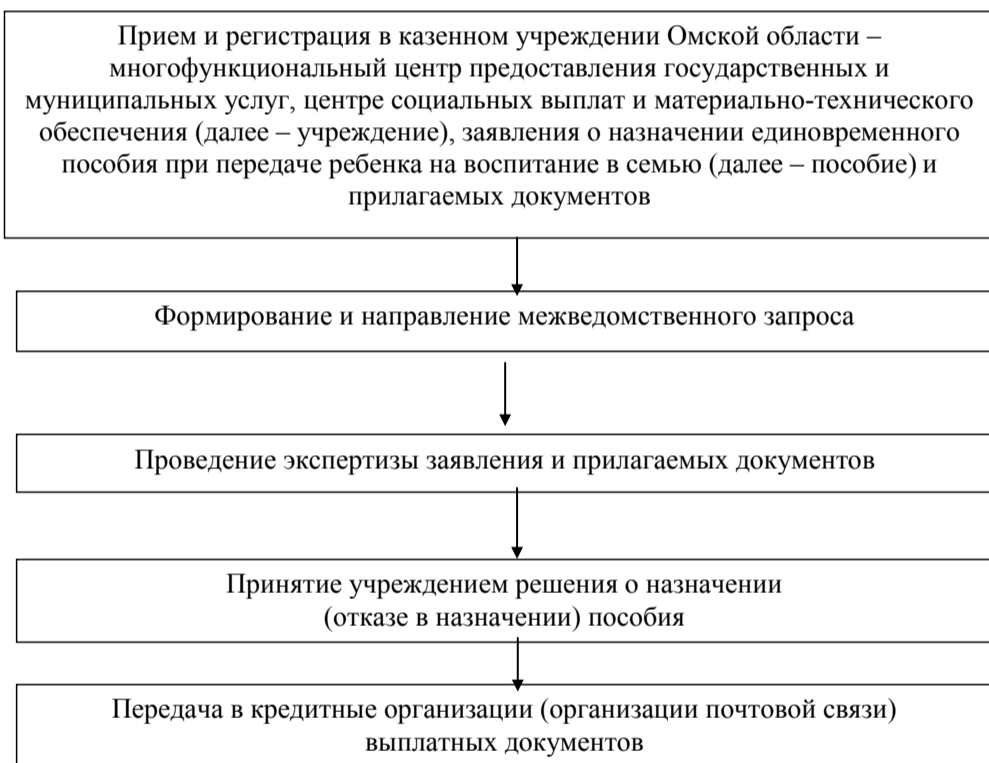 Прием и регистрация в казенном учреждении Омской области –
многофункциональный центр предоставления государственных и
муниципальных услуг, центре социальных выплат и материально-технического
обеспечения (далее – учреждение), заявления о назначении единовременного
пособия при передаче ребенка на воспитание в семью (далее – пособие) и
прилагаемых документов
Формирование и направление межведомственного запроса
Проведение экспертизы заявления и прилагаемых документов
Принятие учреждением решения о назначении
(отказе в назначении) пособия
Передача в кредитные организации (организации почтовой связи)
выплатных документов